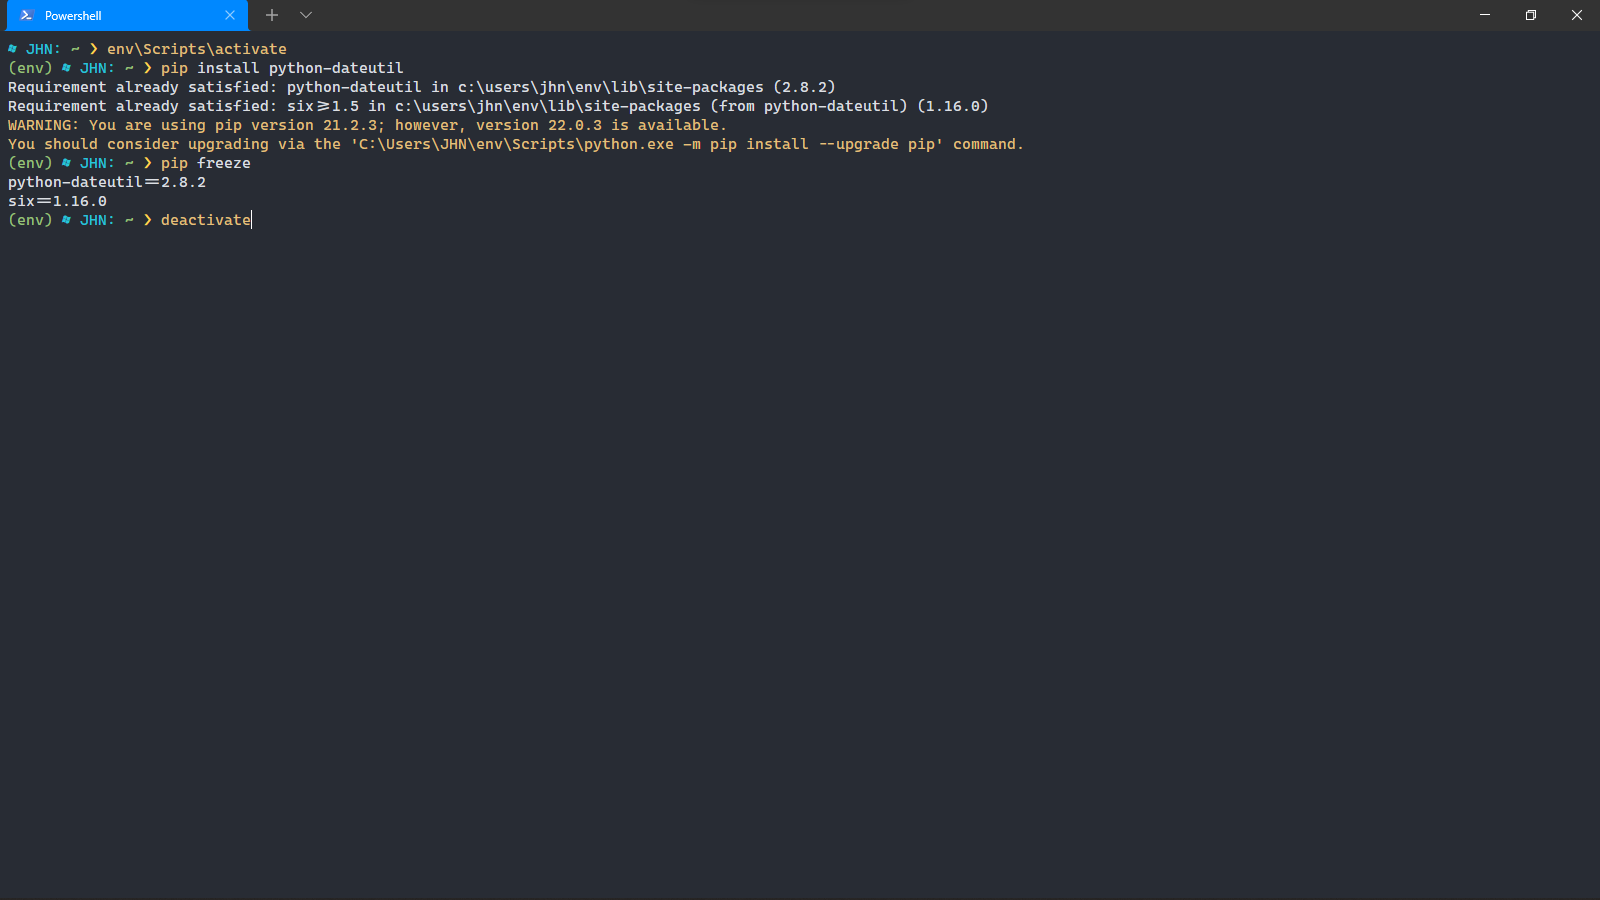 Powershell
JHN: ~ ❯ env\Scripts\activate
(env) JHN: ~ ❯ pip install python-dateutil
Requirement already satisfied: python-dateutil in c:\users\jhn\env\lib\site-packages (2.8.2)
Requirement already satisfied: six>=1.5 in c:\users\jhn\env\lib\site-packages (from python-dateutil) (1.16.0)
WARNING: You are using pip version 21.2.3; however, version 22.0.3 is available.
You should consider upgrading via the 'C:\Users\JHN\env\Scripts\python.exe -m pip install --upgrade pip' command.
(env) JHN: ~ ❯ pip freeze
python-dateutil==2.8.2
six==1.16.0
(env) JHN: ~ ❯ deactivate